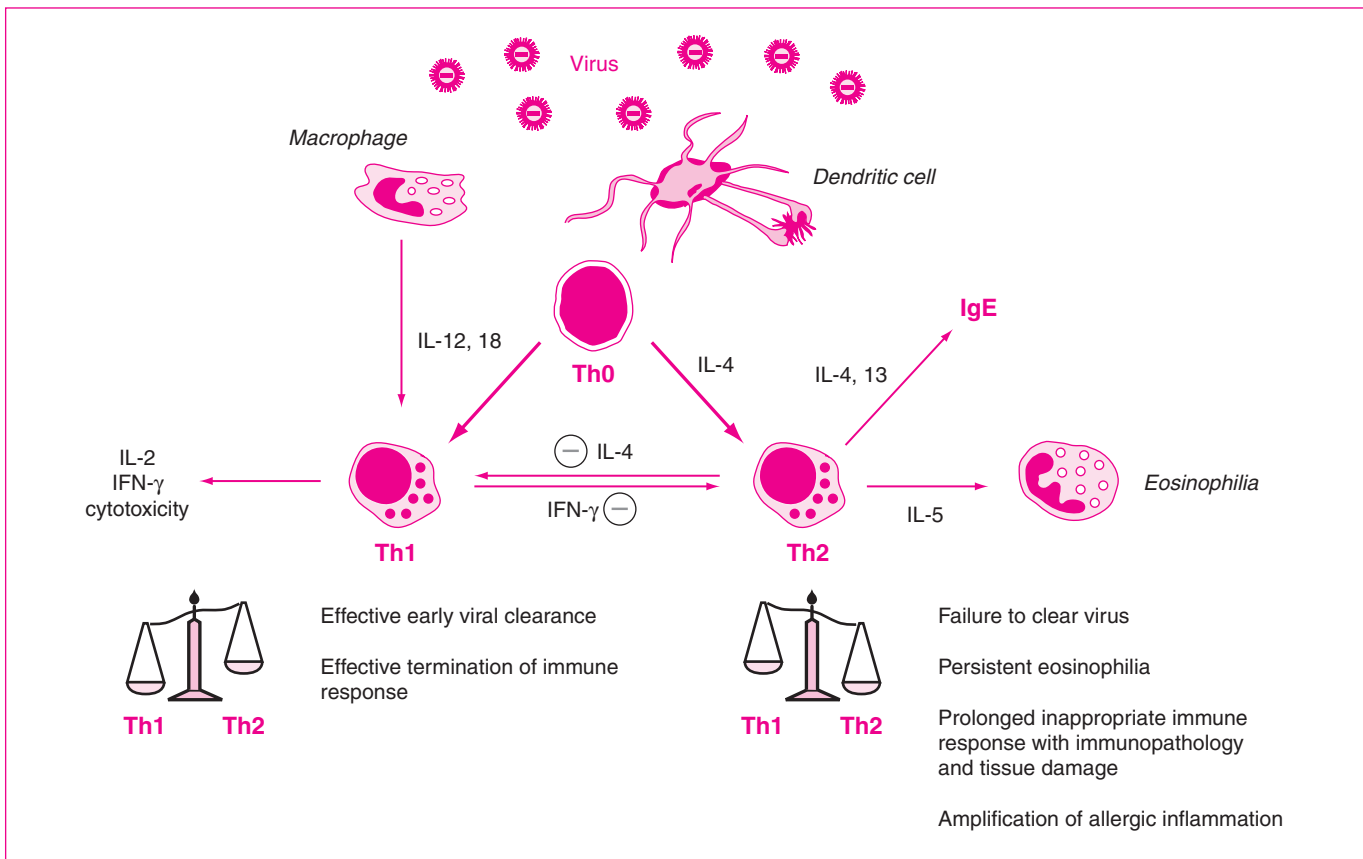 Virus
Macrophage
Dendritic cell
IL-12, 18
Th0
IL-4
IL-4, 13
IgE
IL-2
IFN-γ
cytotoxicity
− IL-4
IFN-γ −
IL-5
Eosinophilia
Th1
Th2
Th1 Th2
Effective early viral clearance
Effective termination of immune
response
Th1 Th2
Failure to clear virus
Persistent eosinophilia
Prolonged inappropriate immune
response with immunopathology
and tissue damage
Amplification of allergic inflammation